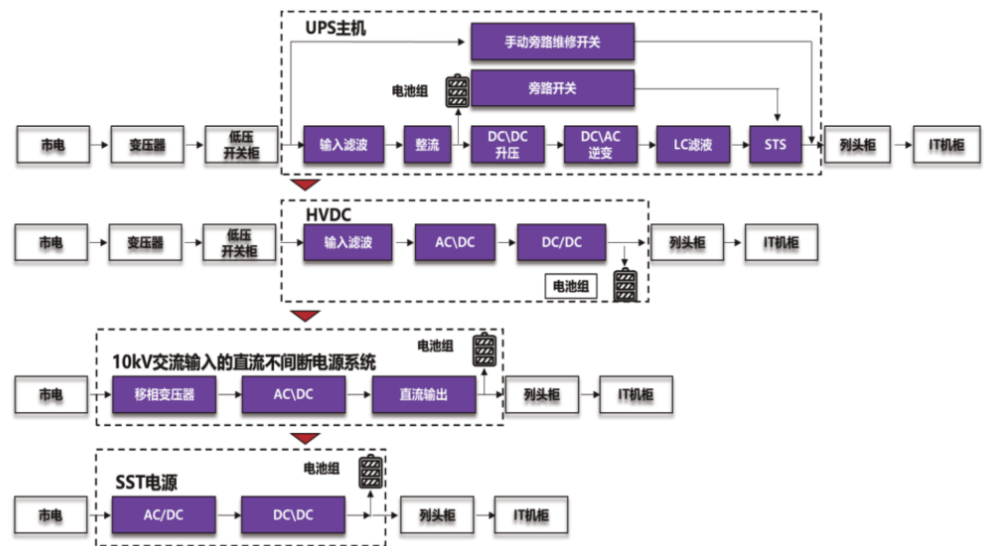 UPS主机
手动旁路维修开关
电池组
旁路开关
市电
变压器
低压
开关柜
输入滤波
整流
DC\DC
升压
DC\AC
逆变
LC滤液
STS
列头柜
IT机柜
HVDC
市电
变压器
低压
开关柜
输入滤波
AC\DC
DC/DC
列头柜
IT机柜
电池组
电池组
10kV交流输入的直流不间断电源系统
市电
移相变压器
AC\DC
直流输出
列头柜
IT机柜
电池组
SST电源
市电
AC/DC
DC\DC
列头柜
IT机柜